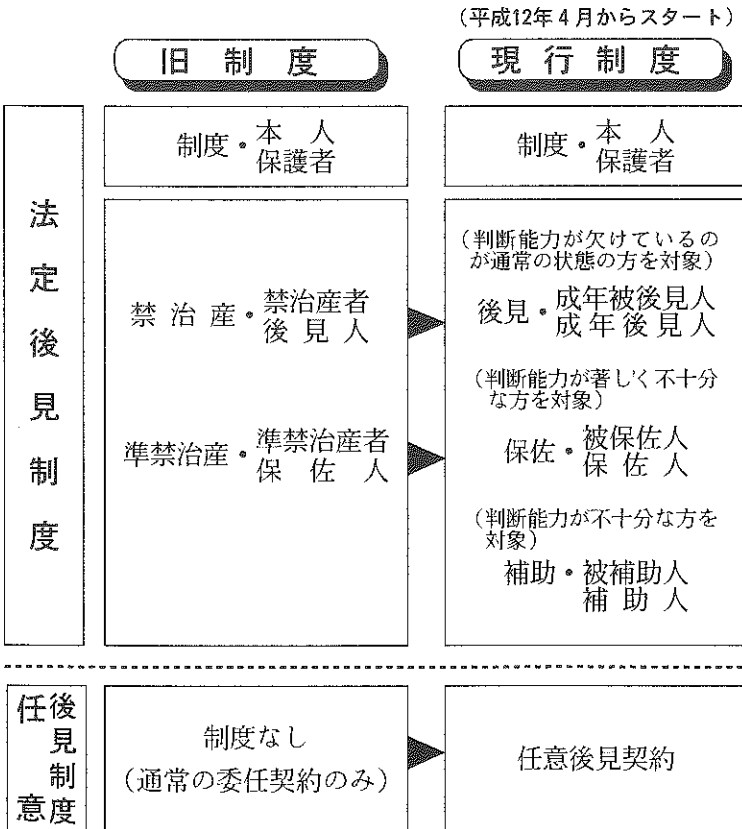 (平成12年4月からスタート)
旧制度
現行制度
法定後見制度
制度・本人
保護者
制度・本人
保護者
禁治産・禁治産者
後見人
準禁治産・準禁治産者
保佐人
(判断能力が欠けているの
が通常の状態の方を対象)
後見・成年被後見人
成年後見人
(判断能力が著しく不十分
な方を対象)
保佐・被保佐人
保佐人
(判断能力が不十分な方を
対象)
補助・被補助人
補助人
任意
後見制度
制度なし
(通常の委任契約のみ)
任意後見契約